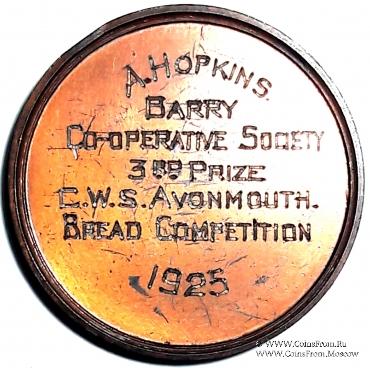 A. HOPKINS.
BARRY
CO-OPERATIVE SOCIETY
3RD PRIZE
C.W.S. AVONMOUTH.
BREAD COMPETITION
1925
© www.CoinsFrom.Ru
www.CoinsFrom.Moscow